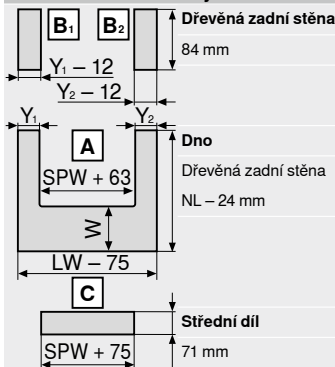 B₁ B₂ Dřevěná zadní stěna
84 mm
Y₁ – 12
Y₂ – 12
Y₁ Y₂
A Dno
Dřevěná zadní stěna
SPW + 63
NL – 24 mm
W
LW – 75
C
Střední díl
SPW + 75 71 mm